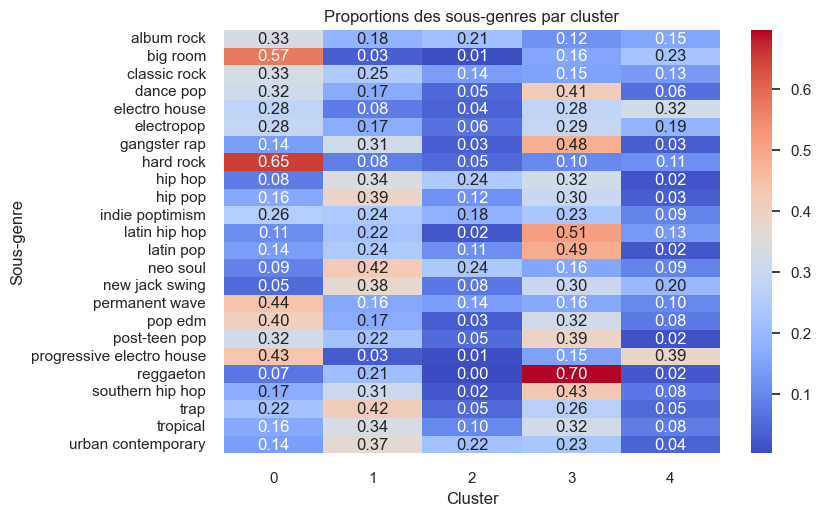 Proportions des sous-genres par cluster
Sous-genre
album rock 0.33 0.18 0.21 0.12 0.15
big room 0.57 0.03 0.01 0.16 0.23
classic rock 0.33 0.25 0.14 0.15 0.13
dance pop 0.32 0.17 0.05 0.41 0.06
electro house 0.28 0.08 0.04 0.28 0.32
electropop 0.28 0.17 0.06 0.29 0.19
gangster rap 0.14 0.31 0.03 0.48 0.03
hard rock 0.65 0.08 0.05 0.10 0.11
hip hop 0.08 0.34 0.24 0.32 0.02
hip pop 0.16 0.39 0.12 0.30 0.03
indie poptimism 0.26 0.24 0.18 0.23 0.09
latin hip hop 0.11 0.22 0.02 0.51 0.13
latin pop 0.14 0.24 0.11 0.49 0.02
neo soul 0.09 0.42 0.24 0.16 0.09
new jack swing 0.05 0.38 0.08 0.30 0.20
permanent wave 0.44 0.16 0.14 0.16 0.10
pop edm 0.40 0.17 0.03 0.32 0.08
post-teen pop 0.32 0.22 0.05 0.39 0.02
progressive electro house 0.43 0.03 0.01 0.15 0.39
reggaeton 0.07 0.21 0.00 0.70 0.02
southern hip hop 0.17 0.31 0.02 0.43 0.08
trap 0.22 0.42 0.05 0.26 0.05
tropical 0.16 0.34 0.10 0.32 0.08
urban contemporary 0.14 0.37 0.22 0.23 0.04
0 1 2 3 4
Cluster
0.6
0.5
0.4
0.3
0.2
0.1